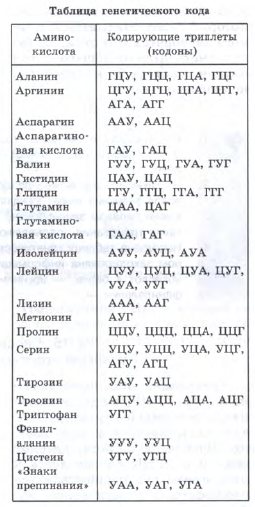 Таблица генетического кода
Амино- Кодирующие триплеты
кислота (кодоны)
Аланин ГЦУ, ГЦЦ, ГЦА, ГЦГ
Аргинин ЦГУ, ЦГЦ, ЦГА, ЦГГ,
АГА, АГГ
Аспарагин ААУ, ААЦ
Аспарагино-
вая кислота ГАУ, ГАЦ
Валин ГУУ, ГУЦ, ГУА, ГУГ
Гистидин ЦАУ, ЦАЦ
Глицин ГГУ, ГГЦ, ГГА, ГГГ
Глутамин ЦАА, ЦАГ
Глутамино-
вая кислота ГАА, ГАГ
Изолейцин АУУ, АУЦ, АУА
Лейцин ЦУУ, ЦУЦ, ЦУА, ЦУГ,
УУА, УУГ
Лизин ААА, ААГ
Метионин АУГ
Пролин ЦЦУ, ЦЦЦ, ЦЦА, ЦЦГ
Серин УЦУ, УЦЦ, УЦА, УЦГ,
АГУ, АГЦ
Тирозин УАУ, УАЦ
Треонин АЦУ, АЦЦ, АЦА, АЦГ
Триптофан УГГ
Фенил-
аланин УУУ, УУЦ
Цистеин УГУ, УГЦ
«Знаки
препинания» УАА, УАГ, УГА